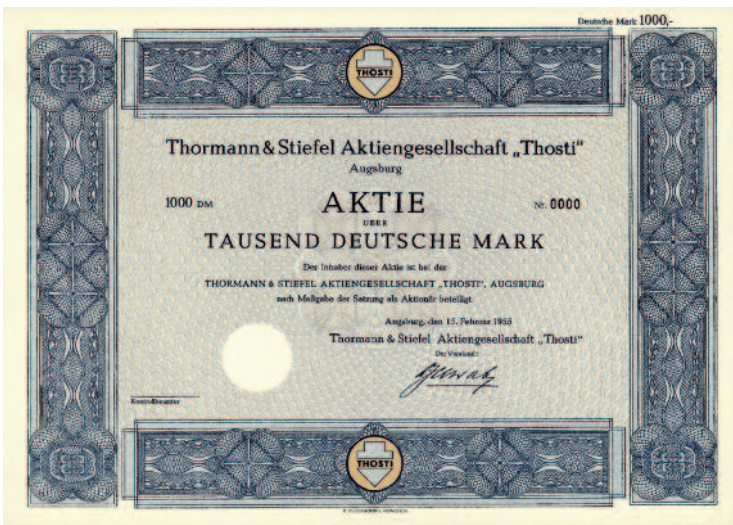 Deutsche Mark 1000,-
THOSTI
Thormann & Stiefel Aktiengesellschaft „Thosti"
Augsburg
1000 DM
AKTIE
Nr. 0000
ÜBER
TAUSEND DEUTSCHE MARK
Der Inhaber dieser Aktie ist bei der
THORMANN & STIEFEL AKTIENGESELLSCHAFT „THOSTI", AUGSBURG
nach Maßgabe der Satzung als Aktionär beteiligt.
Augsburg, den 15. Februar 1955
Thormann & Stiefel Aktiengesellschaft „Thosti"
Der Vorstand:
Kontrollbeamter
THOSTI